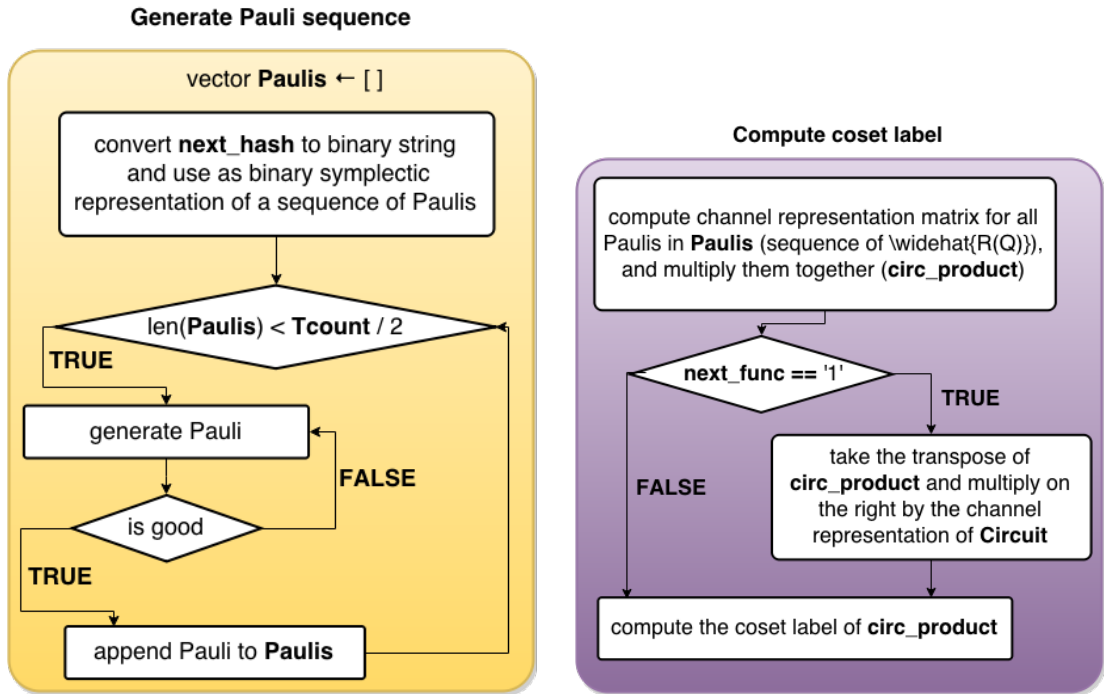 Generate Pauli sequence
vector Paulis ← [ ]
convert next_hash to binary string
and use as binary symplectic
representation of a sequence of Paulis
len(Paulis) < Tcount / 2
TRUE
generate Pauli
FALSE
is good
TRUE
append Pauli to Paulis
Compute coset label
compute channel representation matrix for all
Paulis in Paulis (sequence of \widehat{R(Q)}),
and multiply them together (circ_product)
next_func == '1'
TRUE
FALSE
take the transpose of
circ_product and multiply on
the right by the channel
representation of Circuit
compute the coset label of circ_product